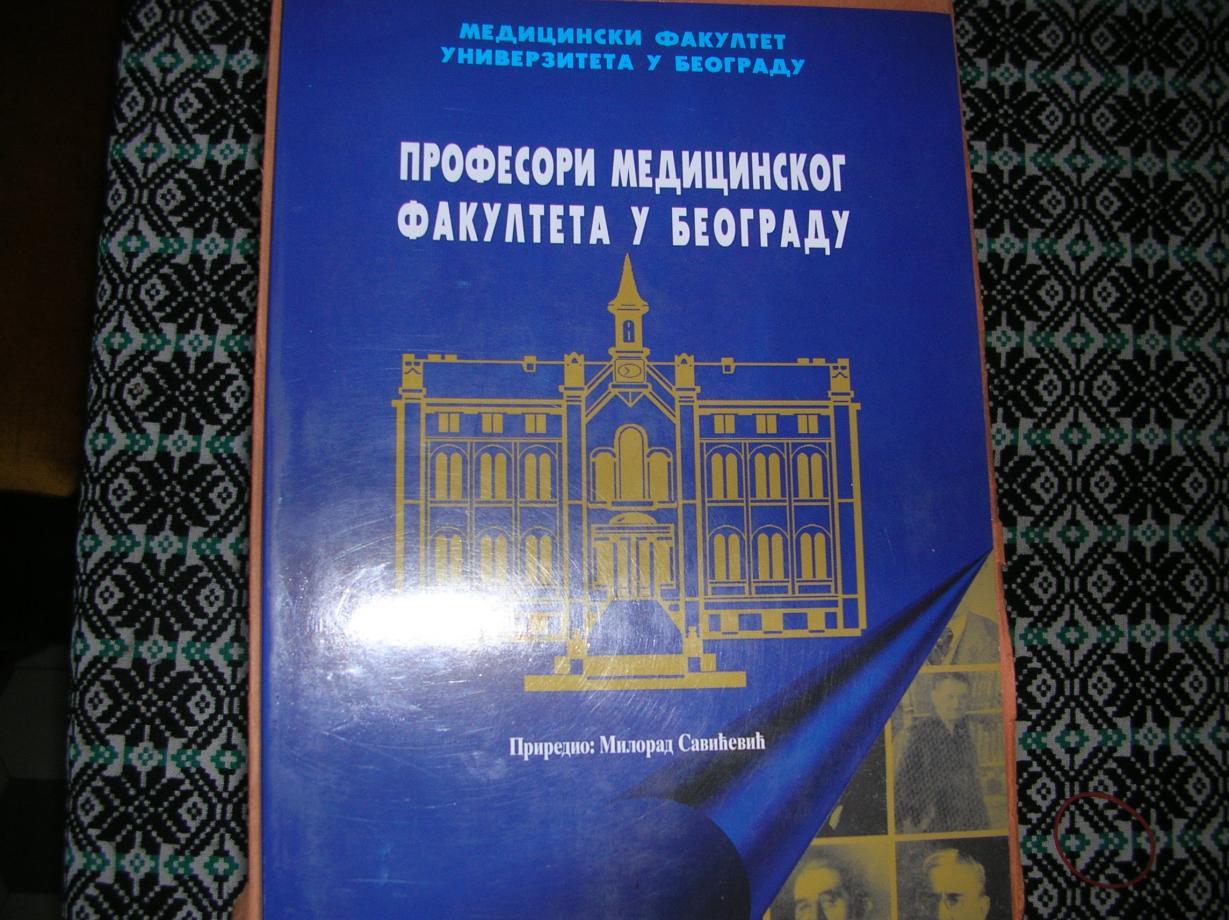 МЕДИЦИНСКИ ФАКУЛТЕТ
УНИВЕРЗИТЕТА У БЕОГРАДУ
ПРОФЕСОРИ МЕДИЦИНСКОГ
ФАКУЛТЕТА У БЕОГРАДУ
Приредио: Милорад Савићевић